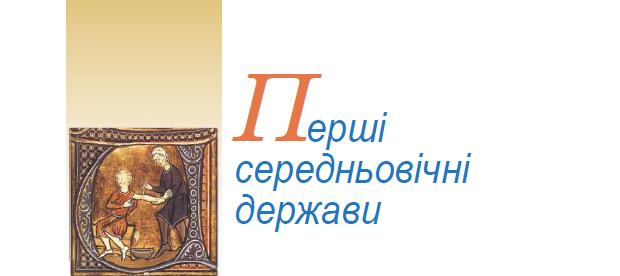 Перші
середньовічні
держави